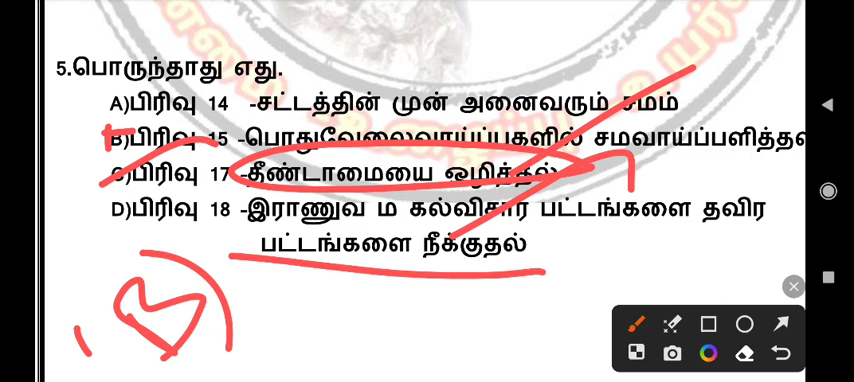 5.பொருந்தாது எது.
A)பிரிவு 14 -சட்டத்தின் முன் அனைவரும் சமம்
B)பிரிவு 15 -பொதுவேலைவாய்ப்புகளில் சமவாய்ப்பளித்தல்
C)பிரிவு 17 -தீண்டாமையை ஒழித்தல்
D)பிரிவு 18 -இராணுவ ம கல்விசார் பட்டங்களை தவிர
பட்டங்களை நீக்குதல்